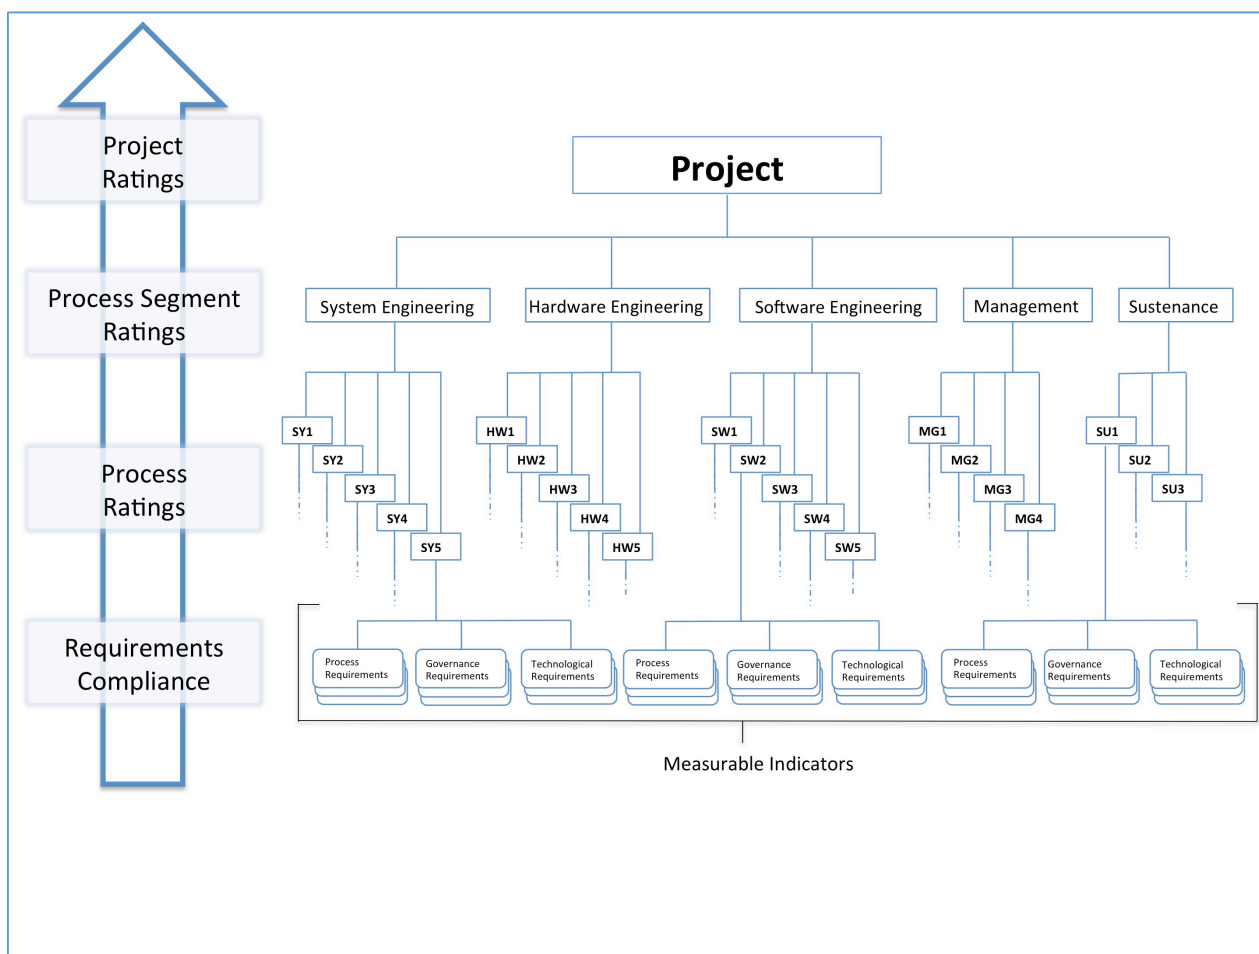 Project
Ratings
Process Segment
Ratings
Process
Ratings
Requirements
Compliance
Project
System Engineering
Hardware Engineering
Software Engineering
Management
Sustenance
SY1
SY2
SY3
SY4
SY5
HW1
HW2
HW3
HW4
HW5
SW1
SW2
SW3
SW4
SW5
MG1
MG2
MG3
MG4
SU1
SU2
SU3
Process
Requirements
Governance
Requirements
Technological
Requirements
Process
Requirements
Governance
Requirements
Technological
Requirements
Process
Requirements
Governance
Requirements
Technological
Requirements
Measurable Indicators